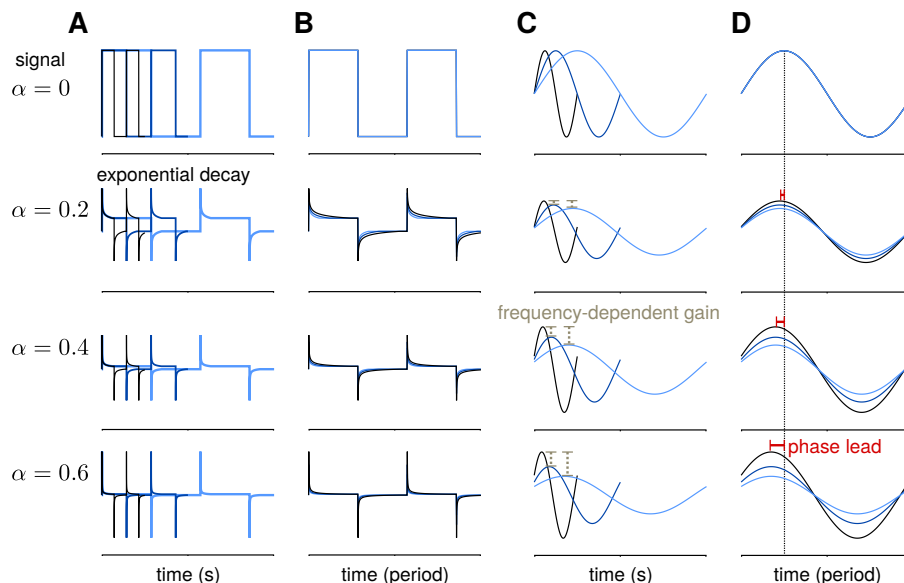 A B C D
signal
α = 0
exponential decay
α = 0.2
frequency-dependent gain
α = 0.4
phase lead
α = 0.6
time (s) time (period) time (s) time (period)